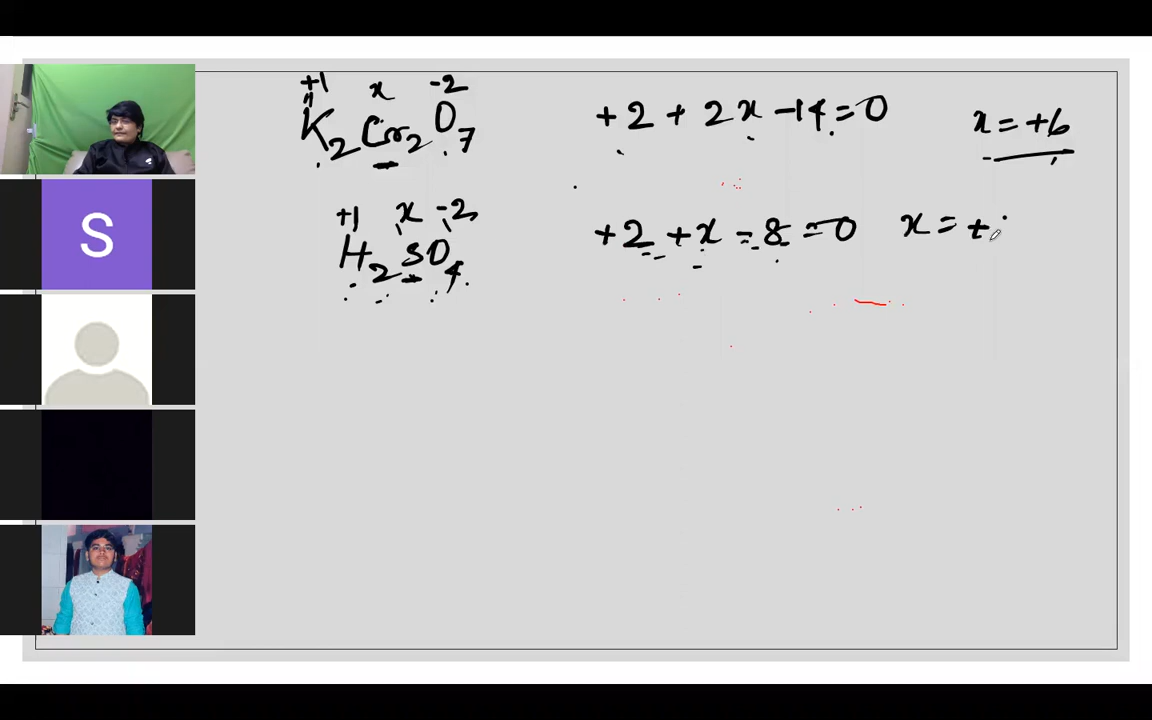 +1 x -2
K2Cr2O7 +2 + 2x -14 = 0 x = +6
+1 x -2
H2SO4 +2 + x - 8 = 0 x = +
S